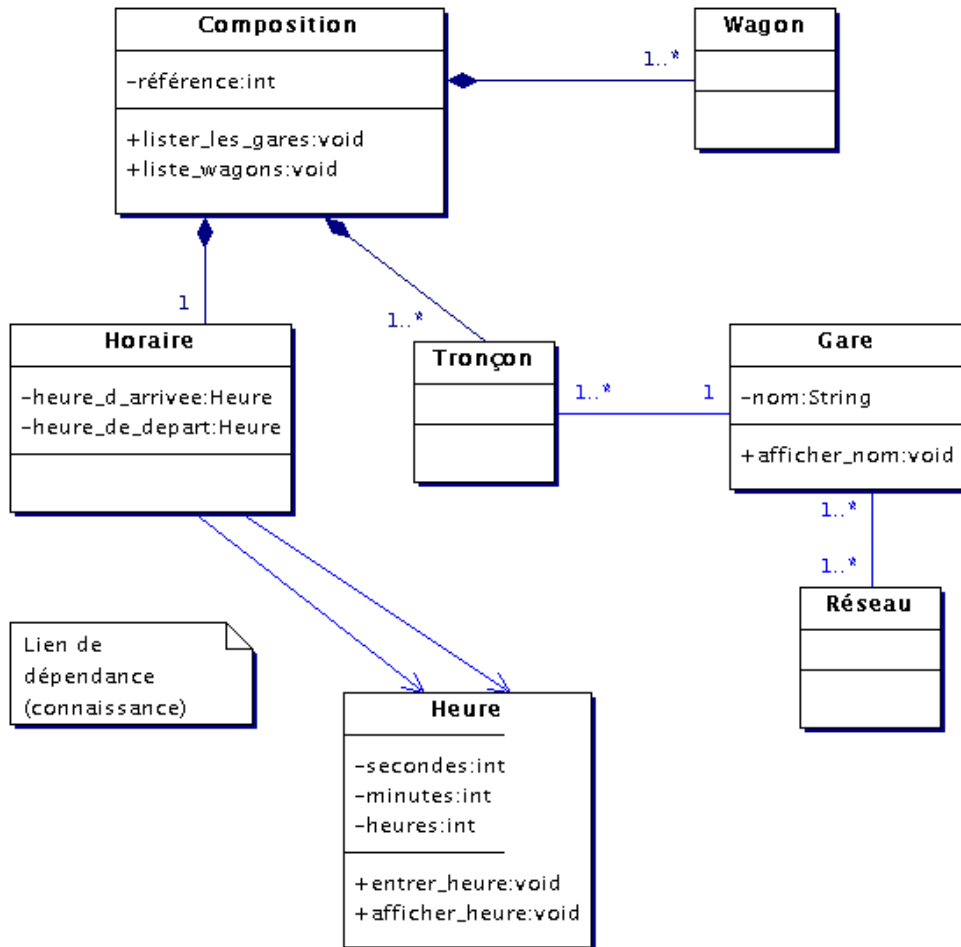 Composition
-référence:int
+lister_les_gares:void
+liste_wagons:void
Wagon
1..*
1
1..*
Horaire
-heure_d_arrivee:Heure
-heure_de_depart:Heure
Tronçon
1..*
1
Gare
-nom:String
+afficher_nom:void
1..*
1..*
Réseau
Lien de
dépendance
(connaissance)
Heure
-secondes:int
-minutes:int
-heures:int
+entrer_heure:void
+afficher_heure:void